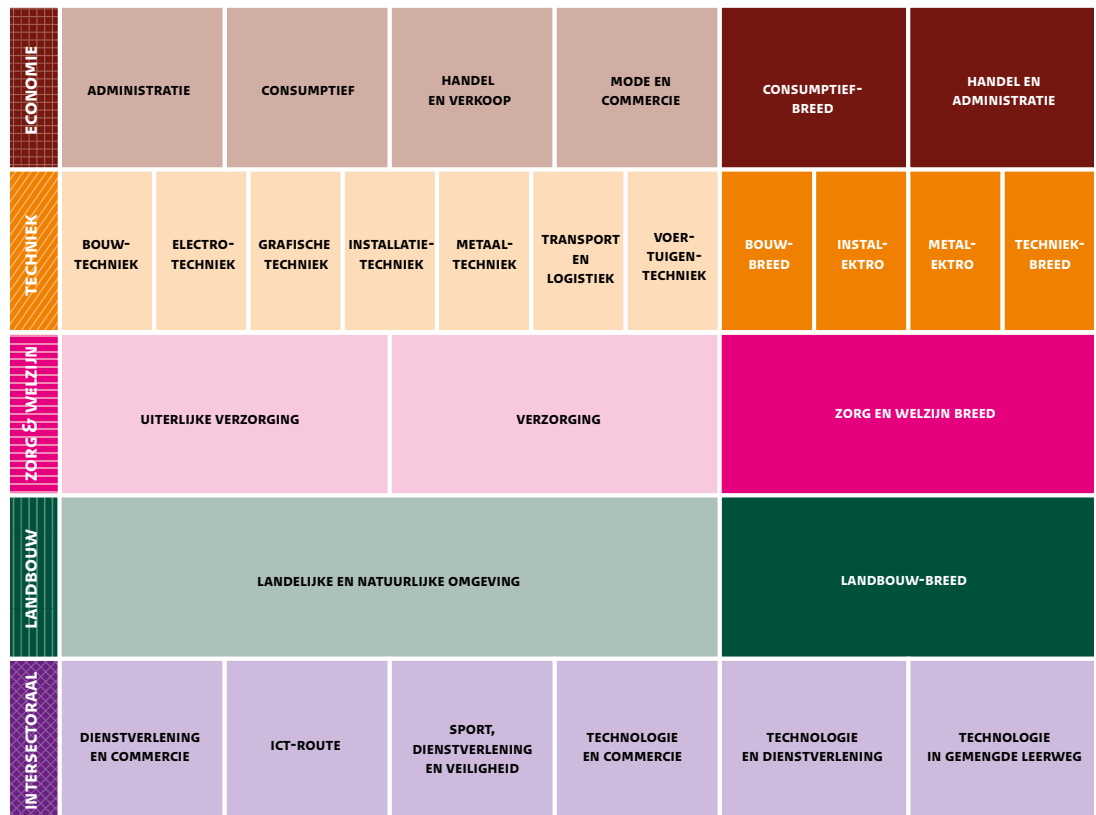 ECONOMIE
ADMINISTRATIE
CONSUMPTIEF
HANDEL
EN VERKOOP
MODE EN
COMMERCIE
CONSUMPTIEF-
BREED
HANDEL EN
ADMINISTRATIE
TECHNIEK
BOUW-
TECHNIEK
ELECTRO-
TECHNIEK
GRAFISCHE
TECHNIEK
INSTALLATIE-
TECHNIEK
METAAL-
TECHNIEK
TRANSPORT
EN
LOGISTIEK
VOER-
TUIGEN-
TECHNIEK
BOUW-
BREED
INSTAL-
EKTRO
METAL-
EKTRO
TECHNIEK-
BREED
ZORG & WELZIJN
UITERLIJKE VERZORGING
VERZORGING
ZORG EN WELZIJN BREED
LANDBOUW
LANDELIJKE EN NATUURLIJKE OMGEVING
LANDBOUW-BREED
INTERSECTORAAL
DIENSTVERLENING
EN COMMERCIE
ICT-ROUTE
SPORT,
DIENSTVERLENING
EN VEILIGHEID
TECHNOLOGIE
EN COMMERCIE
TECHNOLOGIE
EN DIENSTVERLENING
TECHNOLOGIE
IN GEMENGDE LEERWEG